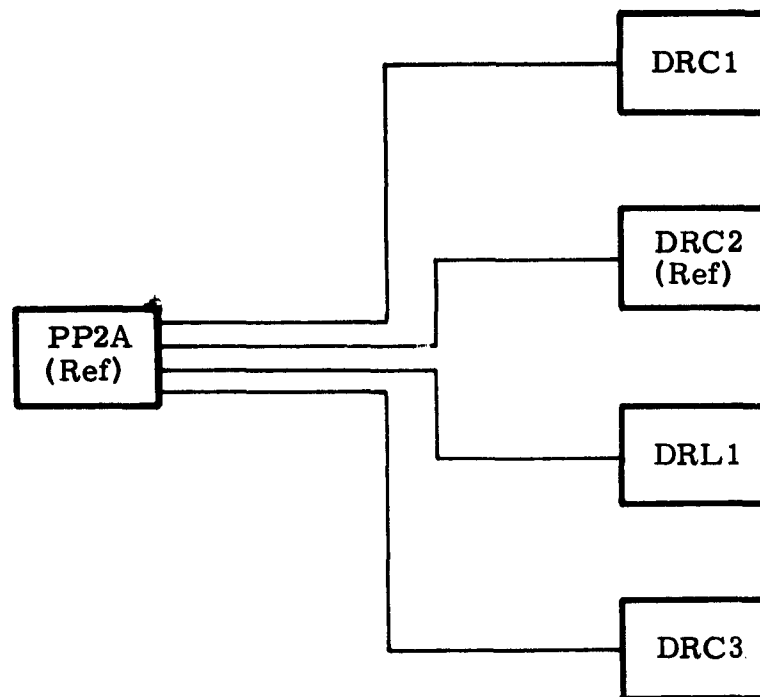 DRC1
DRC2
(Ref)
PP2A
(Ref)
DRL1
DRC3